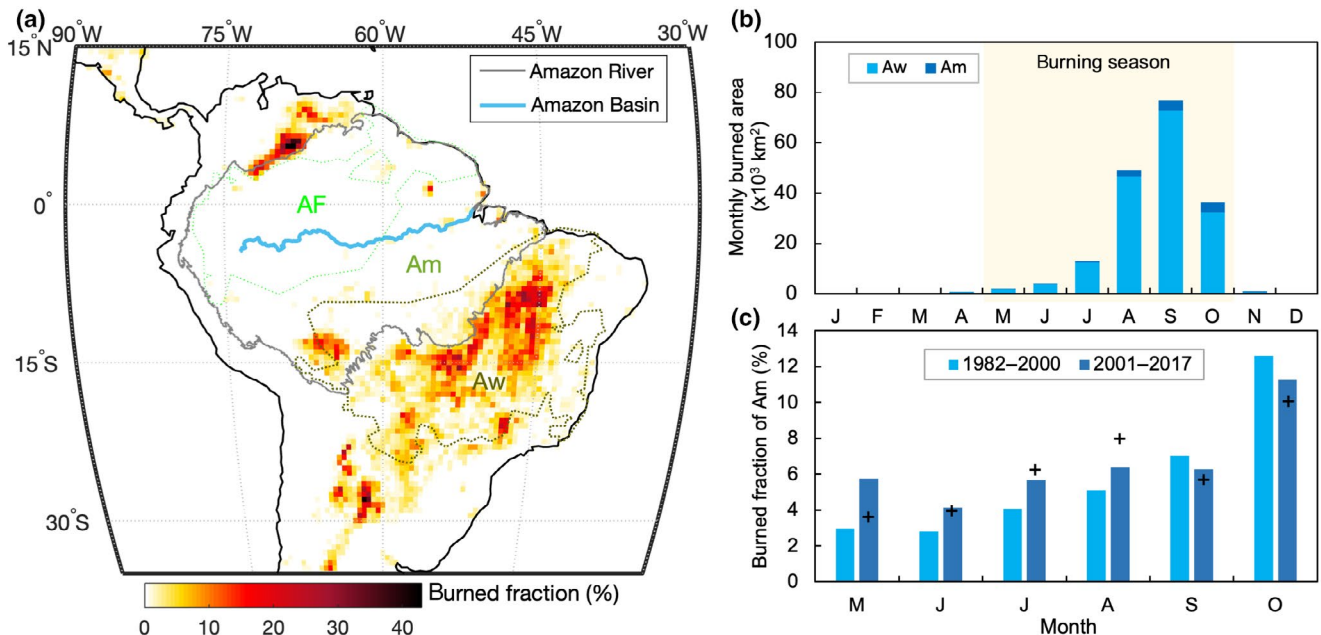 (a)
90°W 75°W 60°W 45°W 30°W
15°N
0°
15°S
30°S
Amazon River
Amazon Basin
AF
Am
Aw
Burned fraction (%)
0 10 20 30 40
(b)
Monthly burned area
(x10³ km²)
100
80
60
40
20
0
Aw Am
Burning season
J F M A M J J A S O N D
(c)
Burned fraction of Am (%)
14
12
10
8
6
4
2
0
1982–2000 2001–2017
M J J A S O
Month